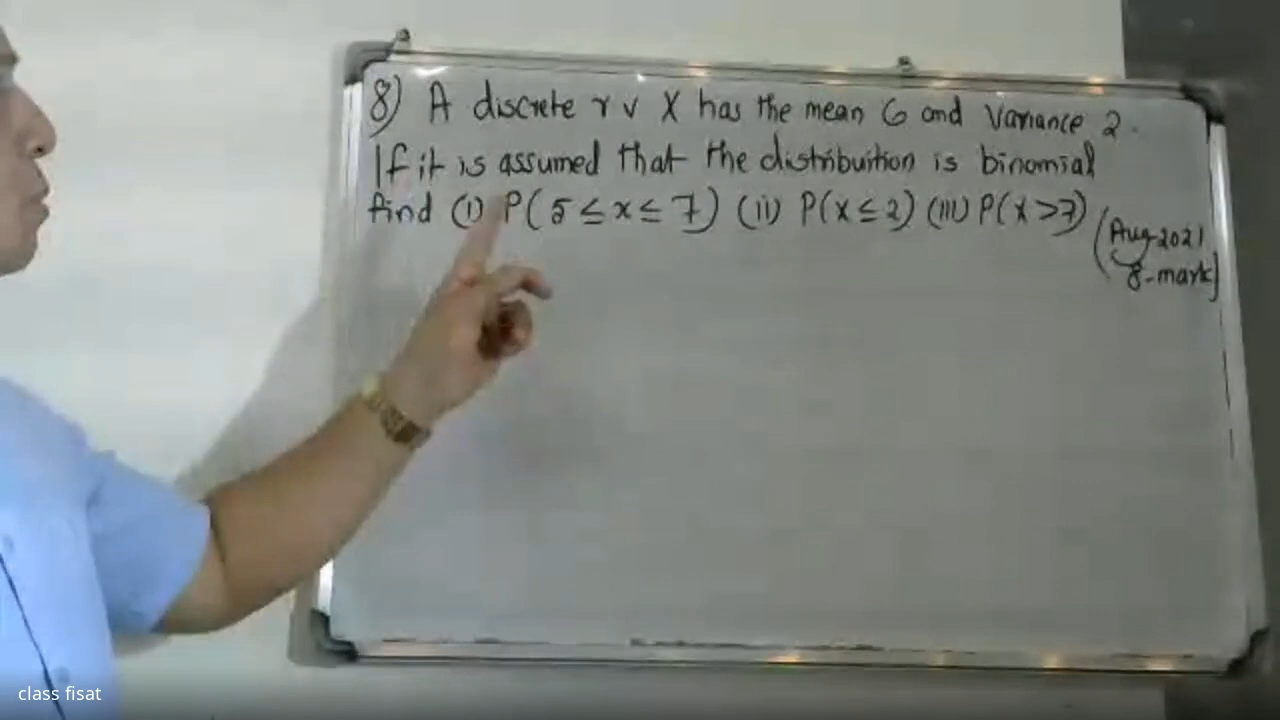 8) A discrete r v X has the mean 6 and variance 2.
If it is assumed that the distribuition is binomial
find (i) P(5 ≤ x ≤ 7) (ii) P(x ≤ 2) (iii) P(x > 7)
(Aug 2021
8-mark)
class fisat